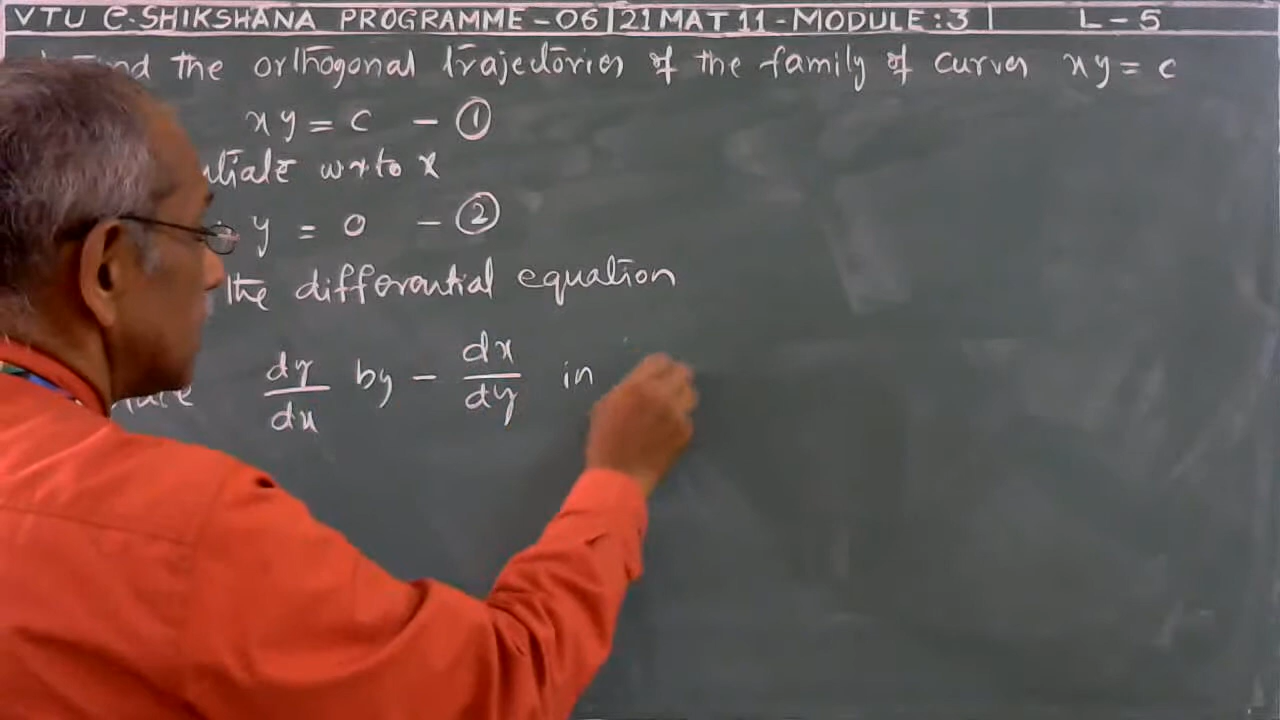 VTU e-SHIKSHANA PROGRAMME - 06 | 21MAT11 - MODULE : 3 | L - 5
the orthogonal trajectories of the family of curves xy = c
xy = c - ①
w r to x
y = 0 - ②
the differential equation
dy/dx by - dx/dy in